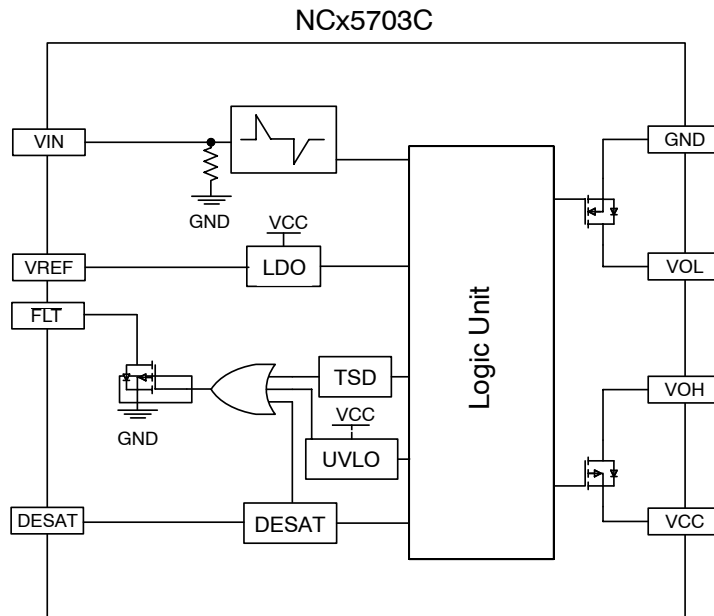 NCx5703C
VIN
GND
GND
VCC
VREF
LDO
VOL
FLT
Logic Unit
TSD
VCC
VOH
GND
UVLO
DESAT
DESAT
VCC